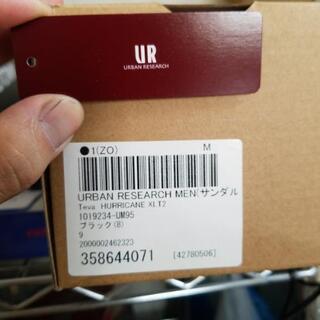 UR
URBAN RESEARCH
●1(ZO) M
URBAN RESEARCH MEN(サンダル
Teva HURRICANE XLT2
1019234-UM95
ブラック(B)
9
2000002462323
358644071 [42780506]